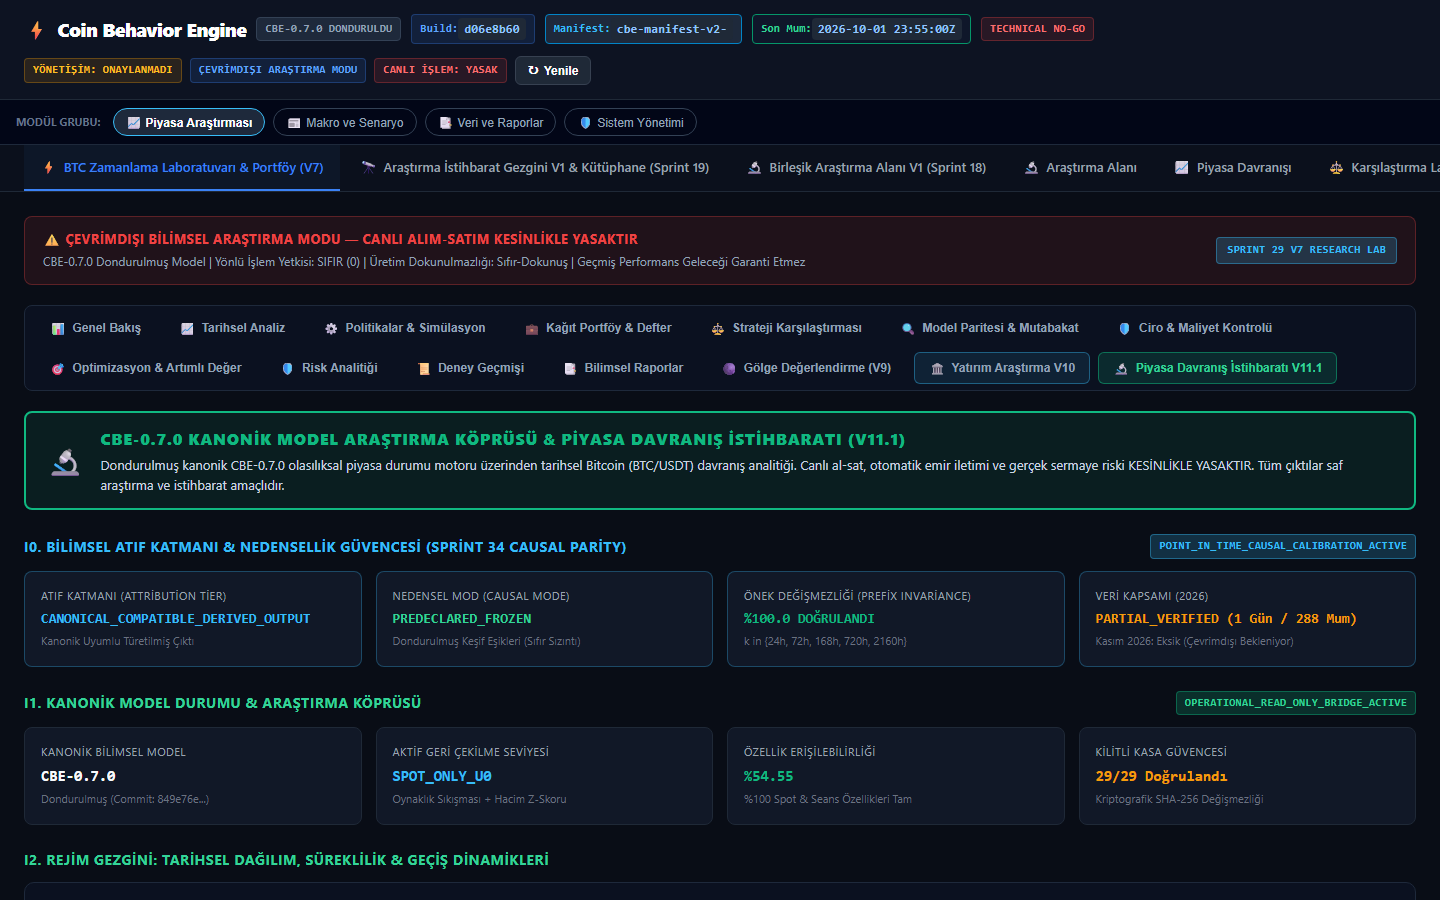 Coin Behavior Engine
CBE-0.7.0 DONDURULDU
Build: d06e8b60
Manifest: cbe-manifest-v2-
Son Mum: 2026-10-01 23:55:00Z
TECHNICAL NO-GO
YÖNETİŞİM: ONAYLANMADI
ÇEVRİMDIŞI ARAŞTIRMA MODU
CANLI İŞLEM: YASAK
↻ Yenile
MODÜL GRUBU:
Piyasa Araştırması
Makro ve Senaryo
Veri ve Raporlar
Sistem Yönetimi
BTC Zamanlama Laboratuvarı & Portföy (V7)
Araştırma İstihbarat Gezgini V1 & Kütüphane (Sprint 19)
Birleşik Araştırma Alanı V1 (Sprint 18)
Araştırma Alanı
Piyasa Davranışı
Karşılaştırma La
ÇEVRİMDIŞI BİLİMSEL ARAŞTIRMA MODU — CANLI ALIM-SATIM KESİNLİKLE YASAKTIR
CBE-0.7.0 Dondurulmuş Model | Yönlü İşlem Yetkisi: SIFIR (0) | Üretim Dokunulmazlığı: Sıfır-Dokunuş | Geçmiş Performans Geleceği Garanti Etmez
SPRINT 29 V7 RESEARCH LAB
Genel Bakış
Tarihsel Analiz
Politikalar & Simülasyon
Kağıt Portföy & Defter
Strateji Karşılaştırması
Model Paritesi & Mutabakat
Ciro & Maliyet Kontrolü
Optimizasyon & Artımlı Değer
Risk Analitiği
Deney Geçmişi
Bilimsel Raporlar
Gölge Değerlendirme (V9)
Yatırım Araştırma V10
Piyasa Davranış İstihbaratı V11.1
CBE-0.7.0 KANONİK MODEL ARAŞTIRMA KÖPRÜSÜ & PİYASA DAVRANIŞ İSTİHBARATI (V11.1)
Dondurulmuş kanonik CBE-0.7.0 olasılıksal piyasa durumu motoru üzerinden tarihsel Bitcoin (BTC/USDT) davranış analitiği. Canlı al-sat, otomatik emir iletimi ve gerçek sermaye riski KESİNLİKLE YASAKTIR. Tüm çıktılar saf
araştırma ve istihbarat amaçlıdır.
I0. BİLİMSEL ATIF KATMANI & NEDENSELLİK GÜVENCESİ (SPRINT 34 CAUSAL PARITY)
POINT_IN_TIME_CAUSAL_CALIBRATION_ACTIVE
ATIF KATMANI (ATTRIBUTION TIER)
CANONICAL_COMPATIBLE_DERIVED_OUTPUT
Kanonik Uyumlu Türetilmiş Çıktı
NEDENSEL MOD (CAUSAL MODE)
PREDECLARED_FROZEN
Dondurulmuş Keşif Eşikleri (Sıfır Sızıntı)
ÖNEK DEĞİŞMEZLİĞİ (PREFIX INVARIANCE)
%100.0 DOĞRULANDI
k in {24h, 72h, 168h, 720h, 2160h}
VERİ KAPSAMI (2026)
PARTIAL_VERIFIED (1 Gün / 288 Mum)
Kasım 2026: Eksik (Çevrimdışı Bekleniyor)
I1. KANONİK MODEL DURUMU & ARAŞTIRMA KÖPRÜSÜ
OPERATIONAL_READ_ONLY_BRIDGE_ACTIVE
KANONİK BİLİMSEL MODEL
CBE-0.7.0
Dondurulmuş (Commit: 849e76e...)
AKTİF GERİ ÇEKİLME SEVİYESİ
SPOT_ONLY_U0
Oynaklık Sıkışması + Hacim Z-Skoru
ÖZELLİK ERİŞİLEBİLİRLİĞİ
%54.55
%100 Spot & Seans Özellikleri Tam
KİLİTLİ KASA GÜVENCESİ
29/29 Doğrulandı
Kriptografik SHA-256 Değişmezliği
I2. REJİM GEZGİNİ: TARİHSEL DAĞILIM, SÜREKLİLİK & GEÇİŞ DİNAMİKLERİ